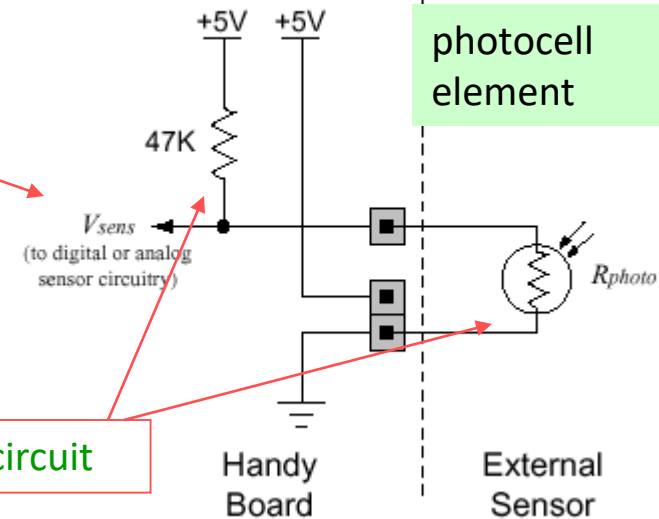 +5V +5V
photocell
element
47K
Vsens
(to digital or analog
sensor circuitry)
Rphoto
circuit
Handy
Board
External
Sensor